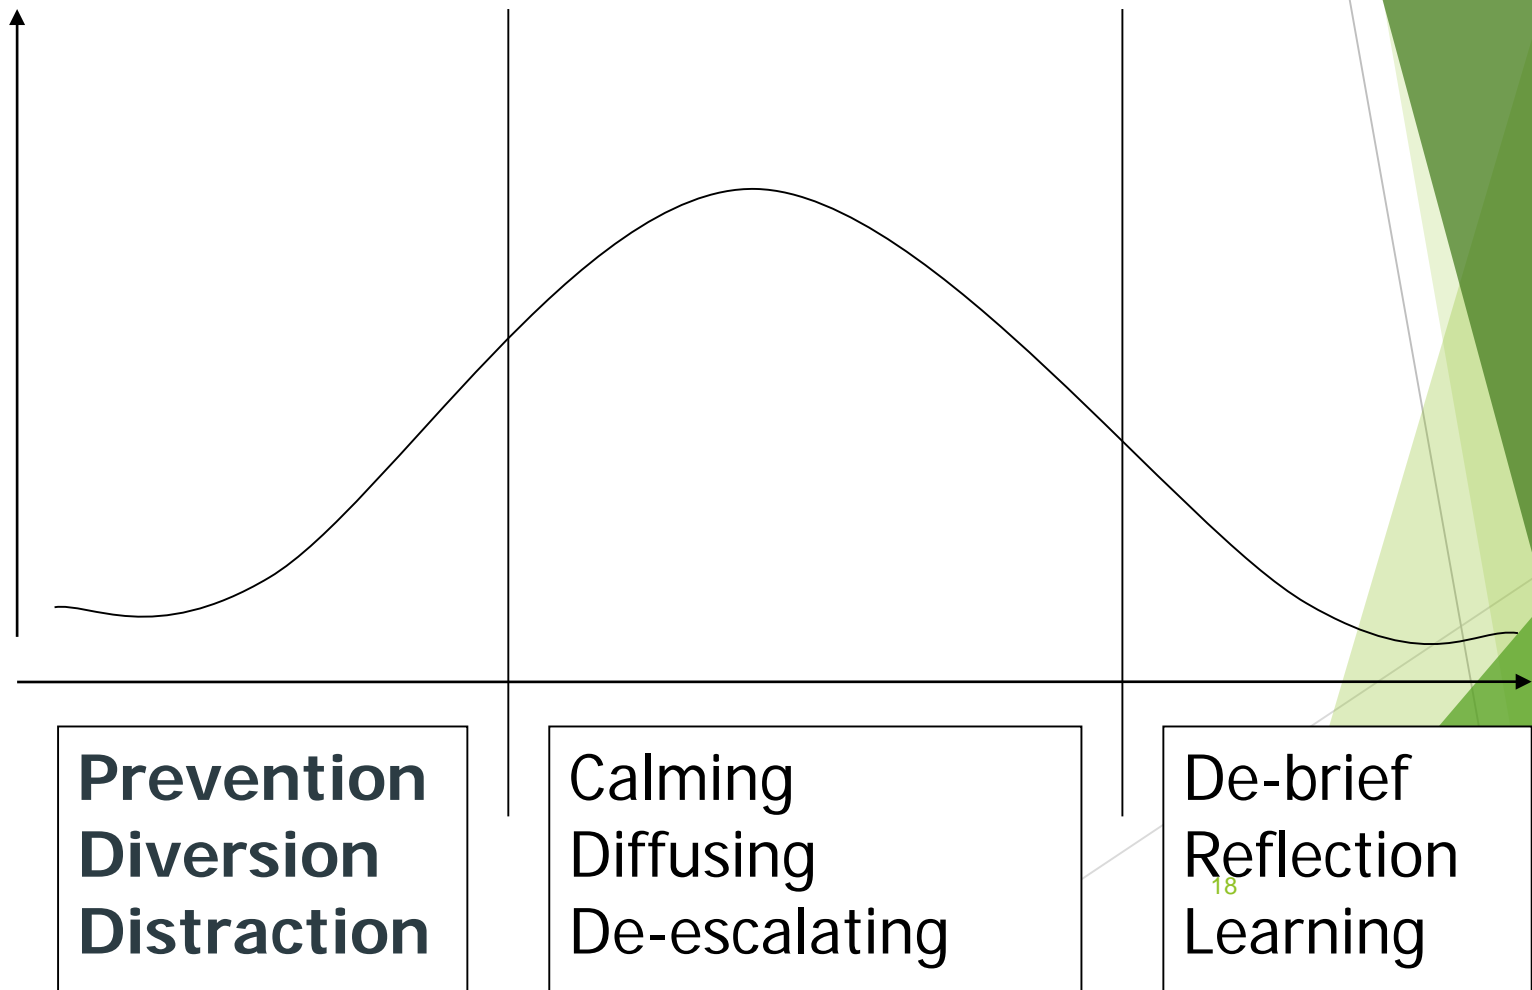 Prevention
Diversion
Distraction
Calming
Diffusing
De-escalating
De-brief
Reflection
18
Learning